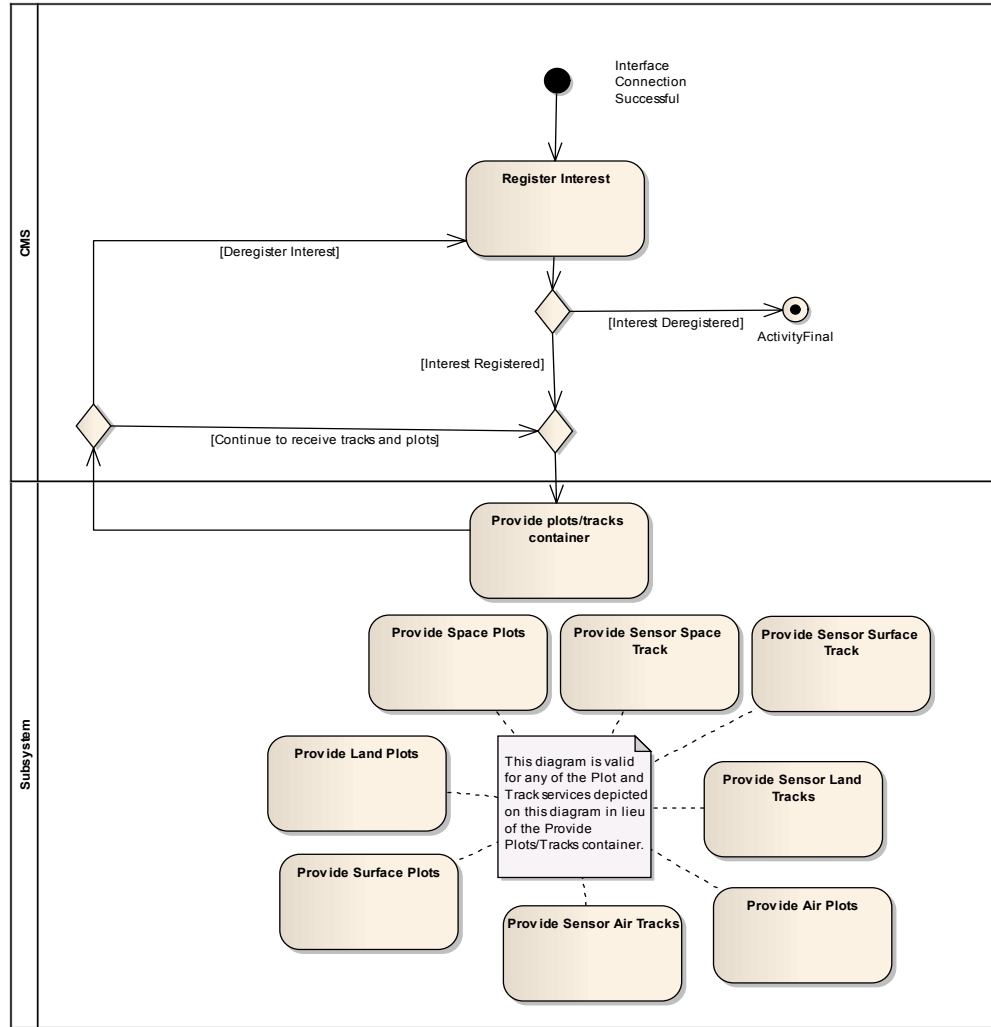 Interface
Connection
Successful
Register Interest
CMS
[Deregister Interest]
[Interest Deregistered]
ActivityFinal
[Interest Registered]
[Continue to receive tracks and plots]
Provide plots/tracks
container
Subsystem
Provide Space Plots
Provide Sensor Space
Track
Provide Sensor Surface
Track
Provide Land Plots
This diagram is valid
for any of the Plot and
Track services depicted
on this diagram in lieu
of the Provide
Plots/Tracks container.
Provide Sensor Land
Tracks
Provide Surface Plots
Provide Sensor Air Tracks
Provide Air Plots